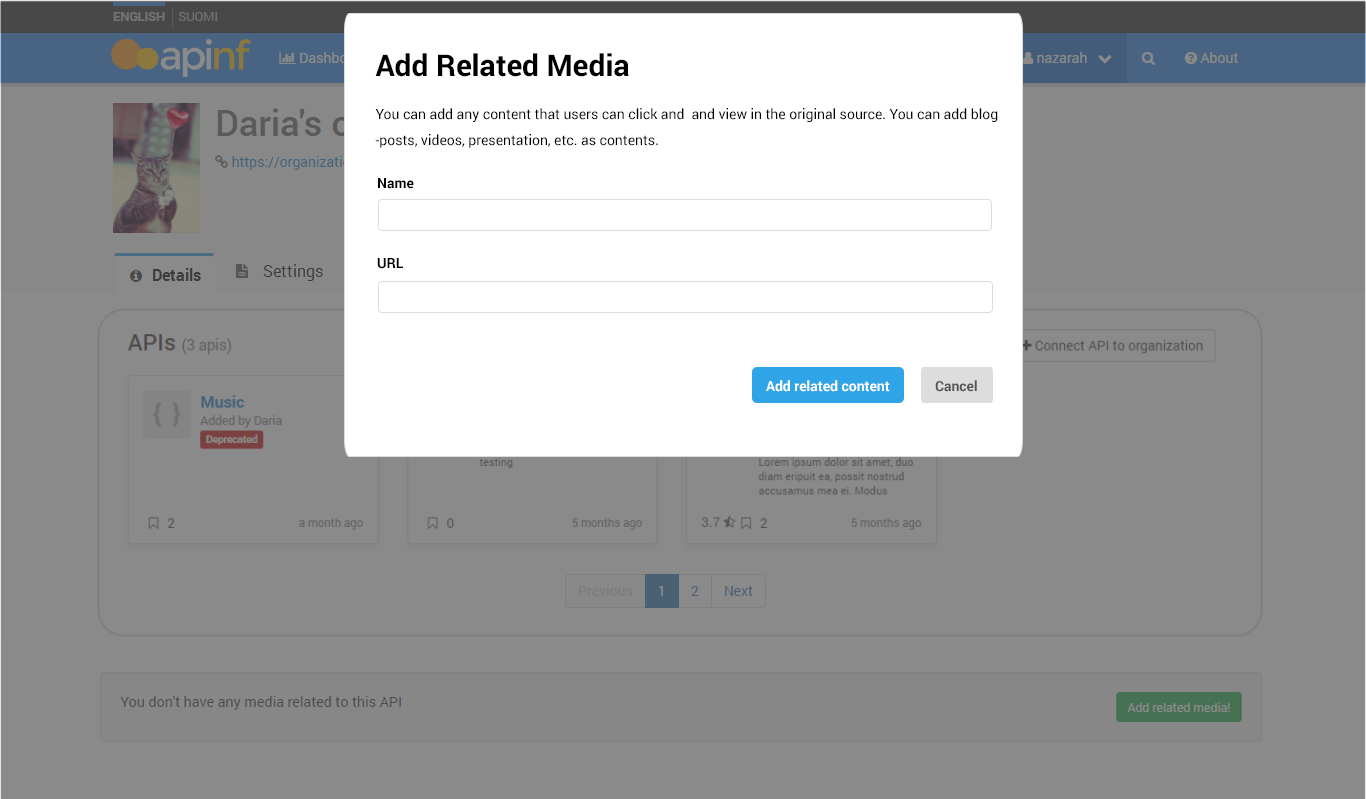 ENGLISH SUOMI
apinf
Dashbo
nazarah
About
Add Related Media
You can add any content that users can click and  and view in the original source. You can add blog
-posts, videos, presentation, etc. as contents.
Name
URL
Add related content
Cancel
Daria's o
https://organizati
Details
Settings
APIs (3 apis)
Connect API to organization
{ }
Music
Added by Daria
Deprecated
2
a month ago
testing
0
5 months ago
Lorem ipsum dolor sit amet, duo
diam eripuit ea, possit nostrud
accusamus mea ei. Modus
3.7
2
5 months ago
Previous 1 2 Next
You don't have any media related to this API
Add related media!